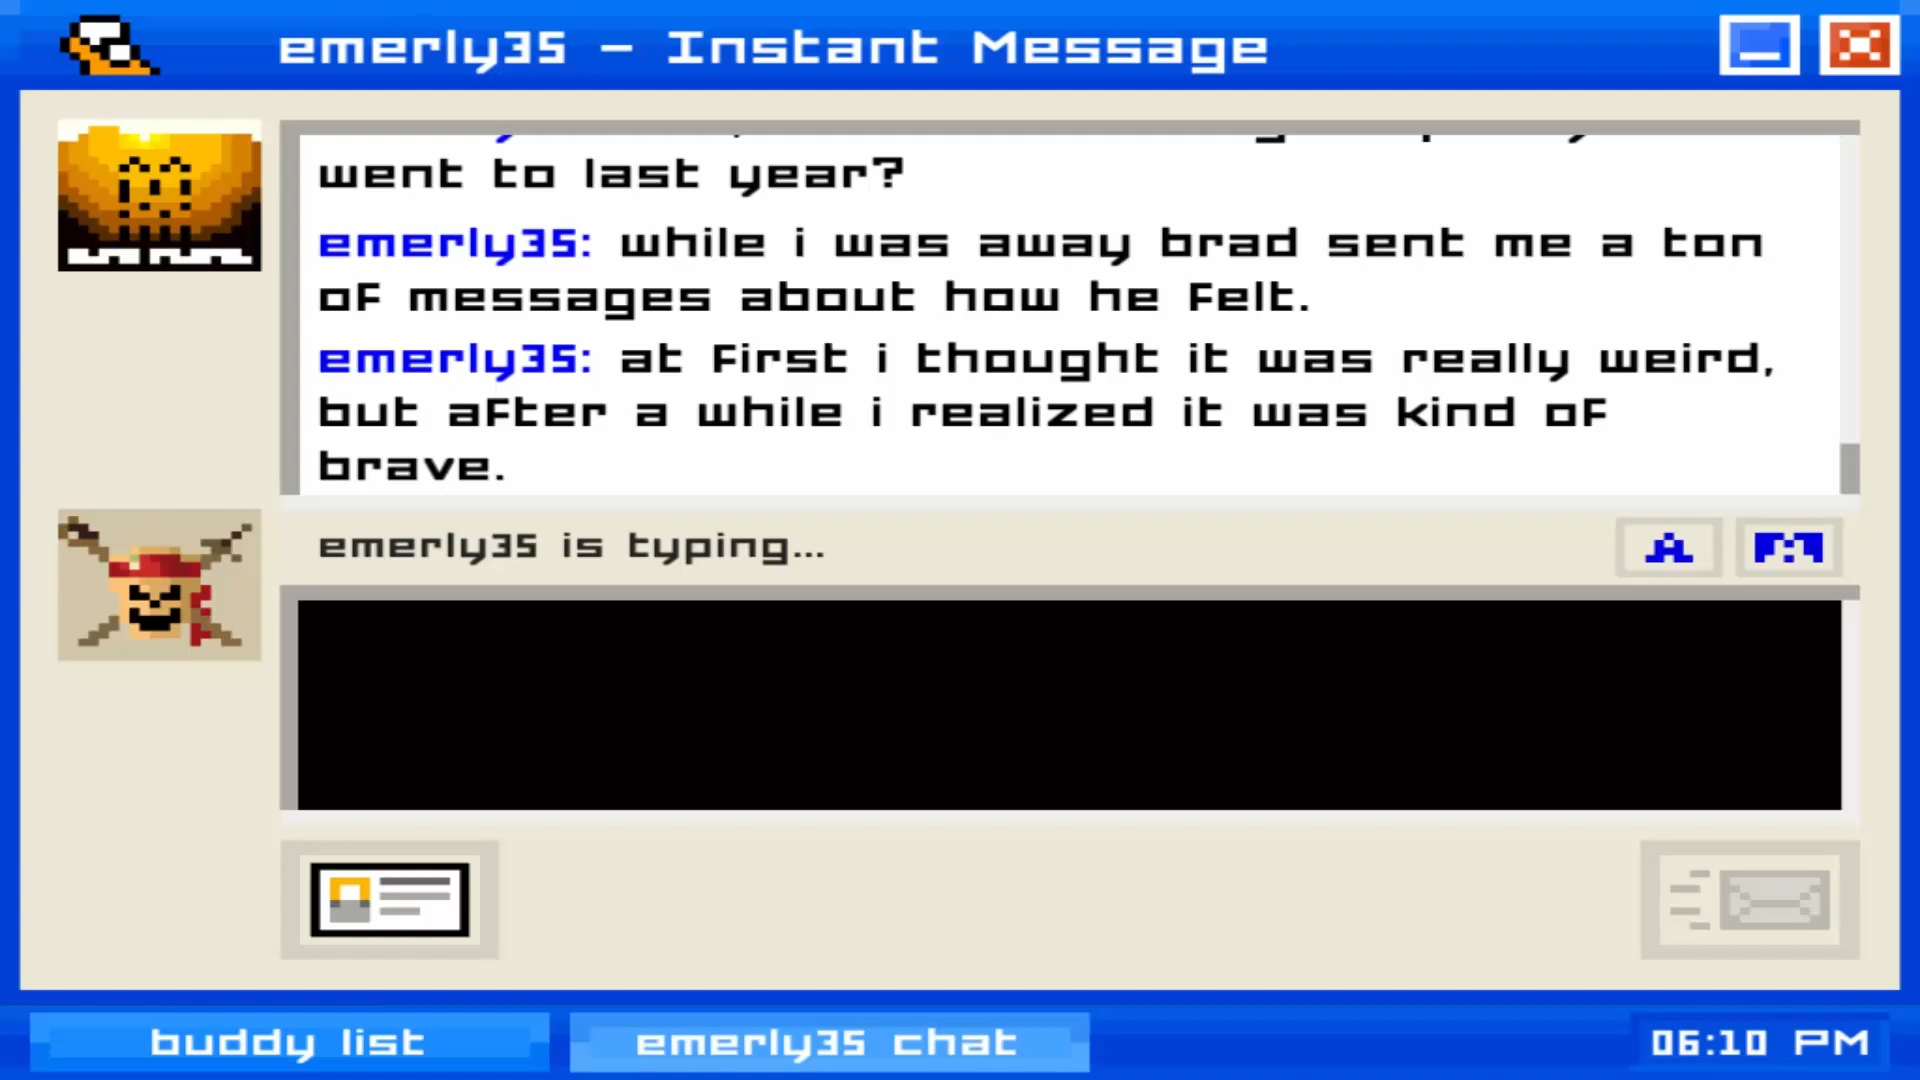 emerly35 - Instant Message
went to last year?
emerly35: while i was away brad sent me a ton
of messages about how he felt.
emerly35: at first i thought it was really weird,
but after a while i realized it was kind of
brave.
emerly35 is typing...
A
buddy list
emerly35 chat
06:10 PM